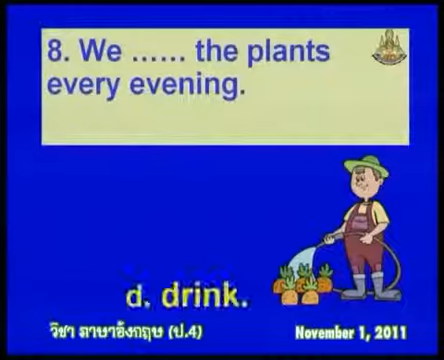 8. We ...... the plants
every evening.
d. drink.
วิชา ภาษาอังกฤษ (ป.4)
November 1, 2011